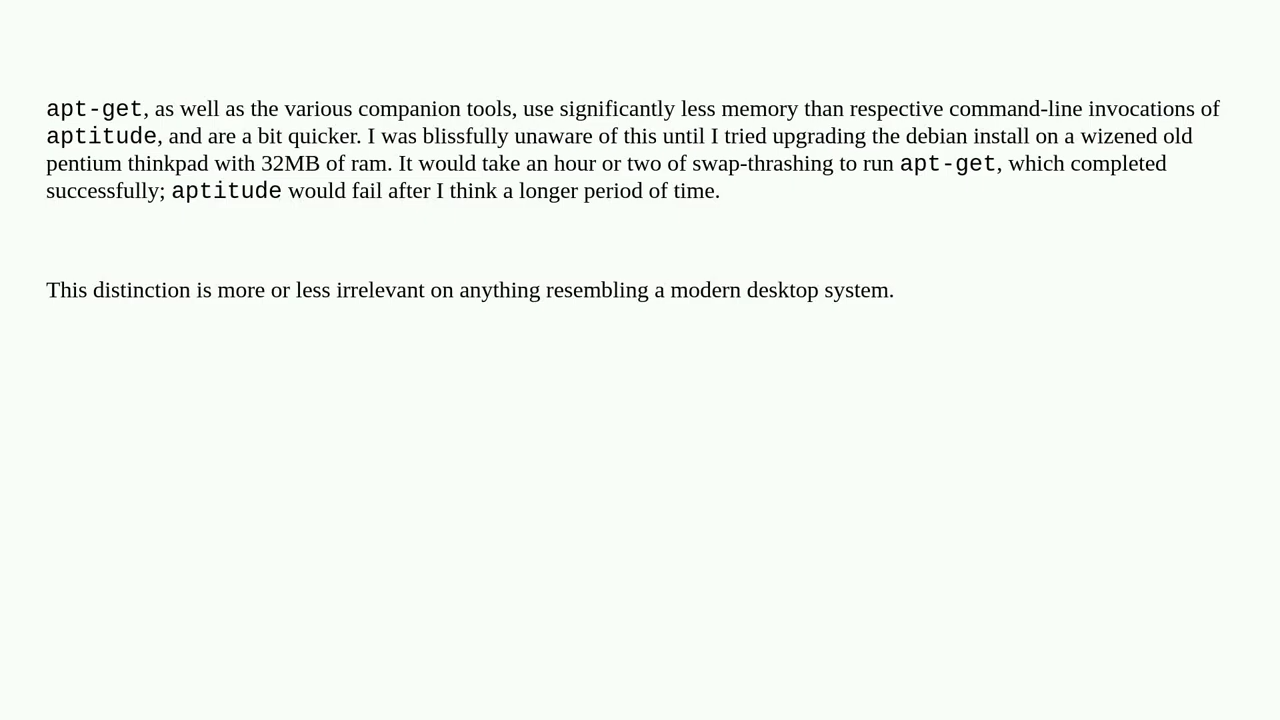 apt-get, as well as the various companion tools, use significantly less memory than respective command-line invocations of
aptitude, and are a bit quicker. I was blissfully unaware of this until I tried upgrading the debian install on a wizened old
pentium thinkpad with 32MB of ram. It would take an hour or two of swap-thrashing to run apt-get, which completed
successfully; aptitude would fail after I think a longer period of time.
This distinction is more or less irrelevant on anything resembling a modern desktop system.